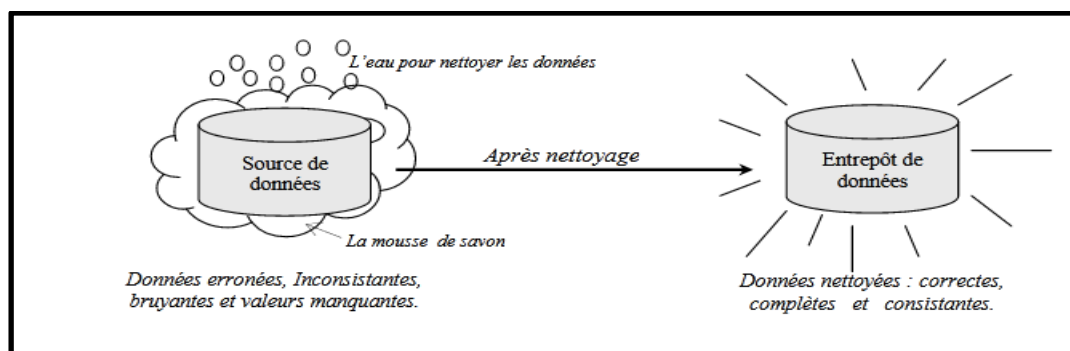 L'eau pour nettoyer les données
Source de
données
Après nettoyage
Entrepôt de
données
La mousse de savon
Données erronées, Inconsistantes,
bruyantes et valeurs manquantes.
Données nettoyées : correctes,
complètes et consistantes.